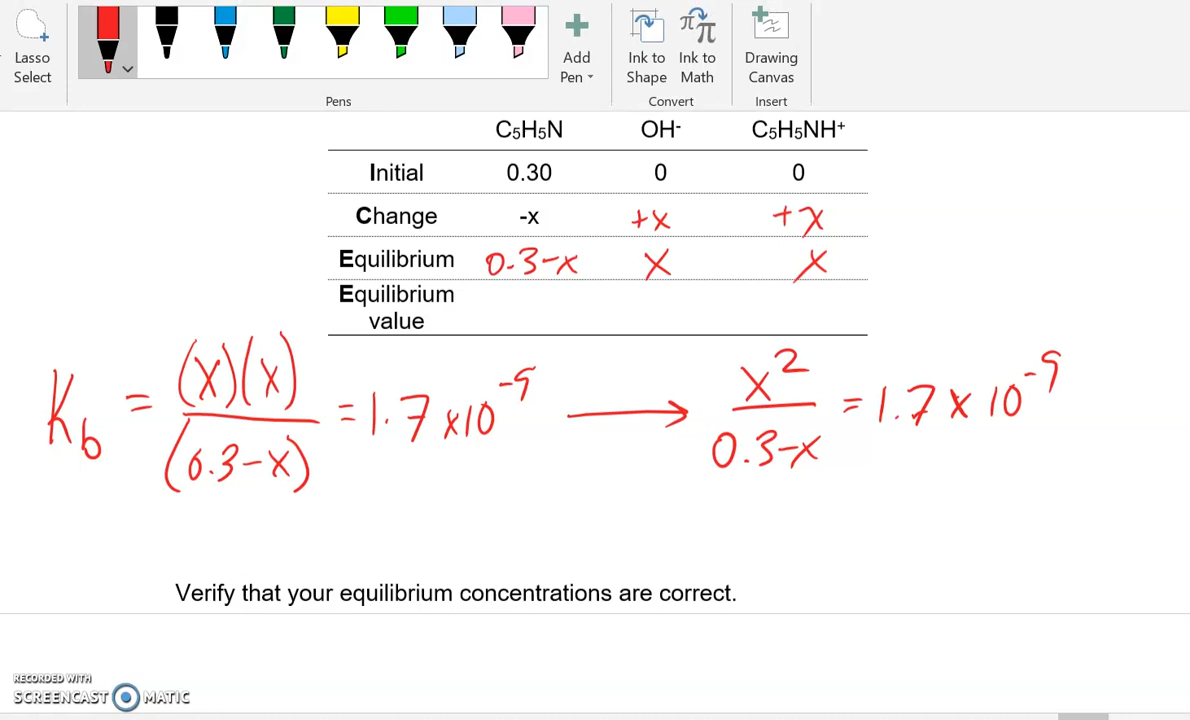 Lasso Select
Add Pen
Ink to Shape
Ink to Math
Drawing Canvas
Pens
Convert
Insert
C₅H₅N OH⁻ C₅H₅NH⁺
Initial 0.30 0 0
Change -x +x +x
Equilibrium 0.3-x x x
Equilibrium value
K_b = (x)(x)/(0.3-x) = 1.7 x 10⁻⁹ → x²/0.3-x = 1.7 x 10⁻⁹
Verify that your equilibrium concentrations are correct.
RECORDED WITH
SCREENCAST MATIC